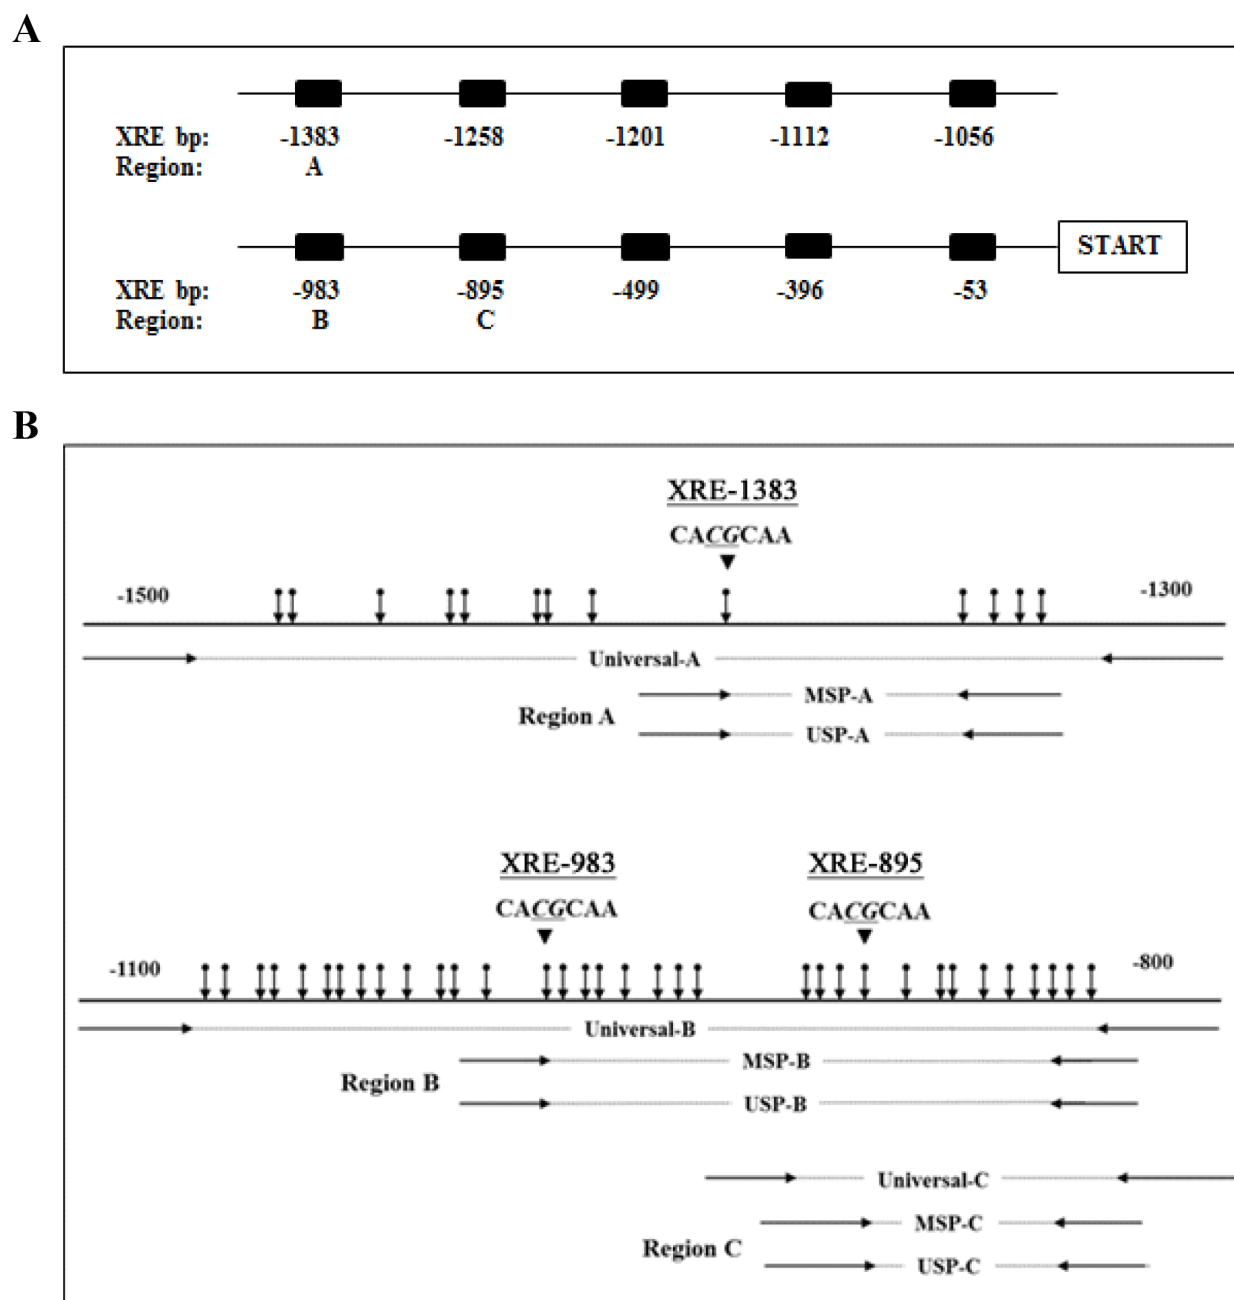 A
XRE bp: -1383 -1258 -1201 -1112 -1056
Region: A
START
XRE bp: -983 -895 -499 -396 -53
Region: B C
B
XRE-1383
CACGCAA
-1500 -1300
Universal-A
MSP-A
Region A
USP-A
XRE-983 XRE-895
CACGCAA CACGCAA
-1100 -800
Universal-B
MSP-B
Region B
USP-B
Universal-C
MSP-C
Region C
USP-C